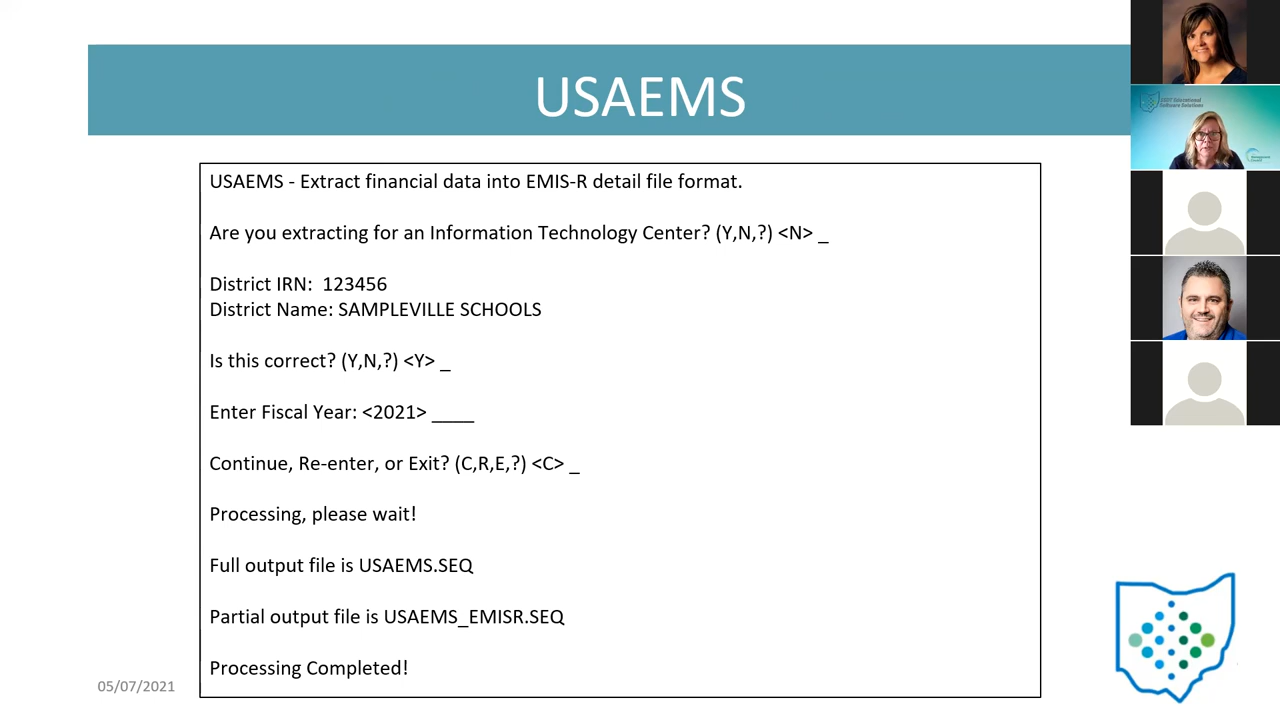 USAEMS
USAEMS - Extract financial data into EMIS-R detail file format.
Are you extracting for an Information Technology Center? (Y,N,?) <N> _
District IRN:  123456
District Name: SAMPLEVILLE SCHOOLS
Is this correct? (Y,N,?) <Y> _
Enter Fiscal Year: <2021> ____
Continue, Re-enter, or Exit? (C,R,E,?) <C> _
Processing, please wait!
Full output file is USAEMS.SEQ
Partial output file is USAEMS_EMISR.SEQ
Processing Completed!
05/07/2021
Educational
Software Solutions